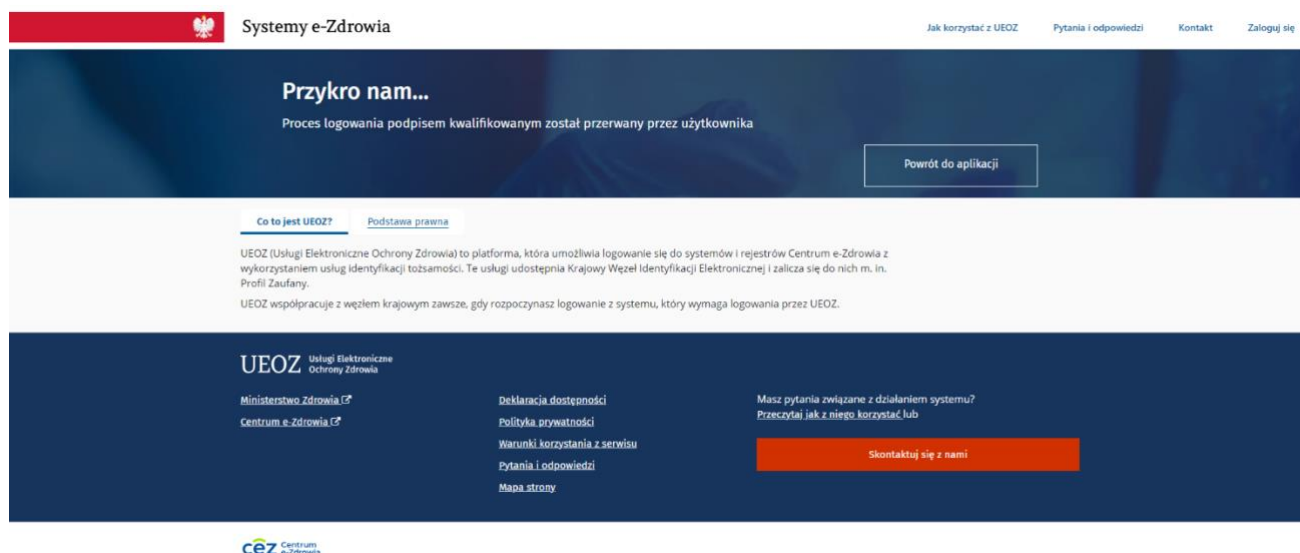 Systemy e-Zdrowia
Jak korzystać z UEOZ
Pytania i odpowiedzi
Kontakt
Zaloguj się
Przykro nam...
Proces logowania podpisem kwalifikowanym został przerwany przez użytkownika
Powrót do aplikacji
Co to jest UEOZ?
Podstawa prawna
UEOZ (Usługi Elektroniczne Ochrony Zdrowia) to platforma, która umożliwia logowanie się do systemów i rejestrów Centrum e-Zdrowia z
wykorzystaniem usług identyfikacji tożsamości. Te usługi udostępnia Krajowy Węzeł Identyfikacji Elektronicznej i zalicza się do nich m. in.
Profil Zaufany.
UEOZ współpracuje z węzłem krajowym zawsze, gdy rozpoczynasz logowanie z systemu, który wymaga logowania przez UEOZ.
UEOZ Usługi Elektroniczne
Ochrony Zdrowia
Ministerstwo Zdrowia
Centrum e-Zdrowia
Deklaracja dostępności
Polityka prywatności
Warunki korzystania z serwisu
Pytania i odpowiedzi
Mapa strony
Masz pytania związane z działaniem systemu?
Przeczytaj jak z niego korzystać lub
Skontaktuj się z nami
cez Centrum
e-Zdrowia